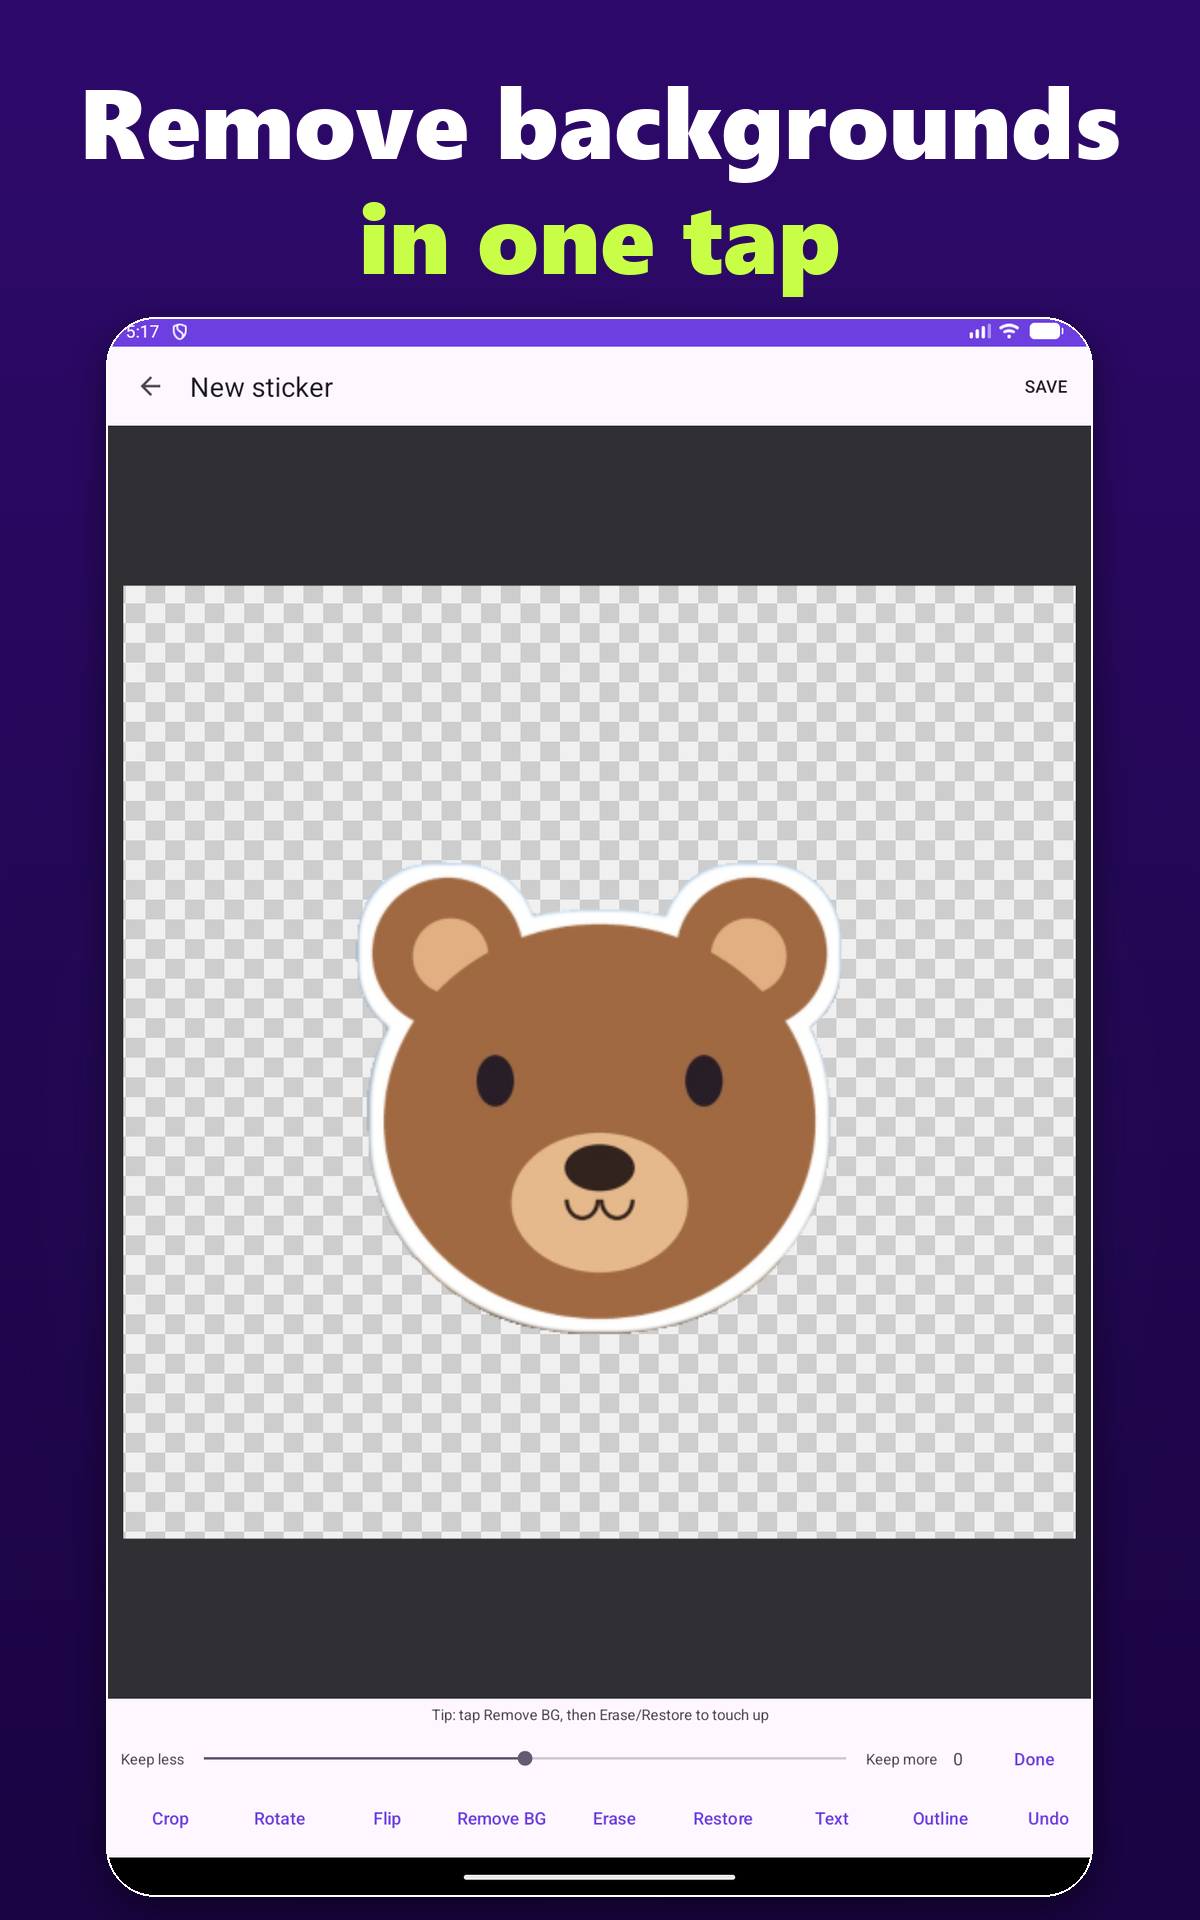 Remove backgrounds
in one tap
5:17
New sticker
SAVE
Tip: tap Remove BG, then Erase/Restore to touch up
Keep less
Keep more 0
Done
Crop Rotate Flip Remove BG Erase Restore Text Outline Undo